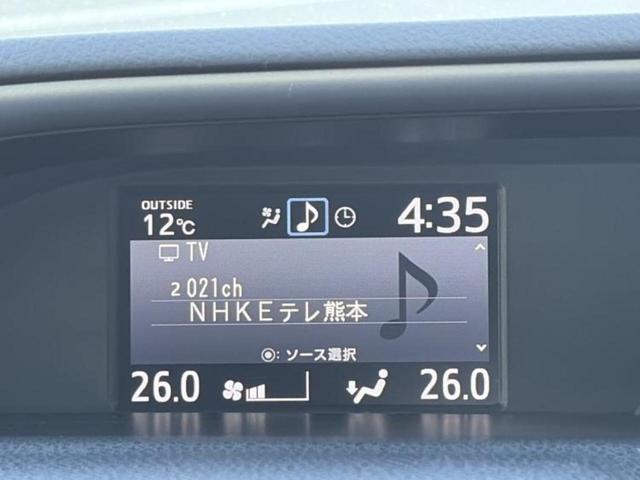 OUTSIDE
12℃
4:35
TV
2 021ch
NHKEテレ熊本
◉: ソース選択
26.0
26.0